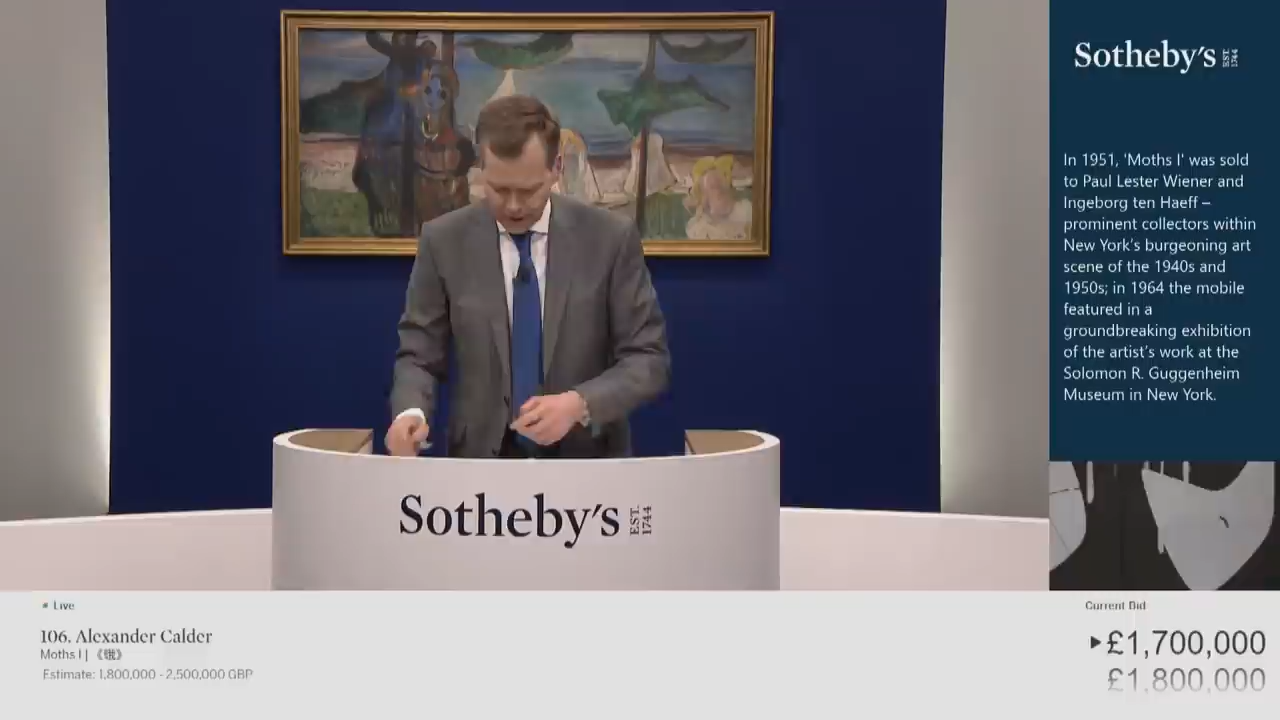 Sotheby's EST. 1744
In 1951, 'Moths I' was sold
to Paul Lester Wiener and
Ingeborg ten Haeff –
prominent collectors within
New York's burgeoning art
scene of the 1940s and
1950s; in 1964 the mobile
featured in a
groundbreaking exhibition
of the artist's work at the
Solomon R. Guggenheim
Museum in New York.
Sotheby's EST. 1744
Live
106. Alexander Calder
Moths I | 《蛾》
Estimate: 1,800,000 - 2,500,000 GBP
Current Bid
£1,700,000
£1,800,000